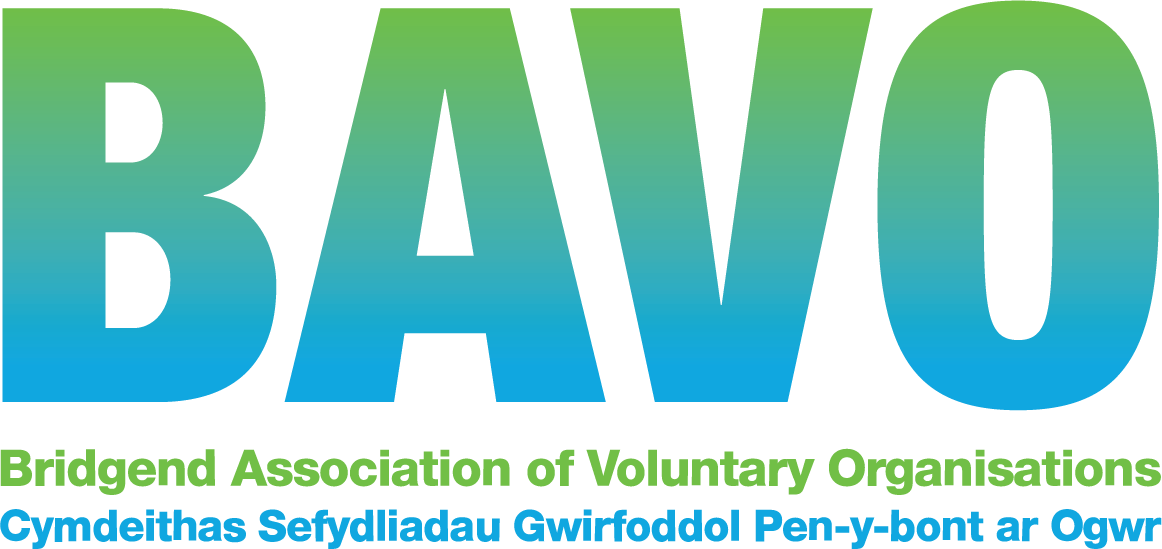 BAVO
Bridgend Association of Voluntary Organisations
Cymdeithas Sefydliadau Gwirfoddol Pen-y-bont ar Ogwr